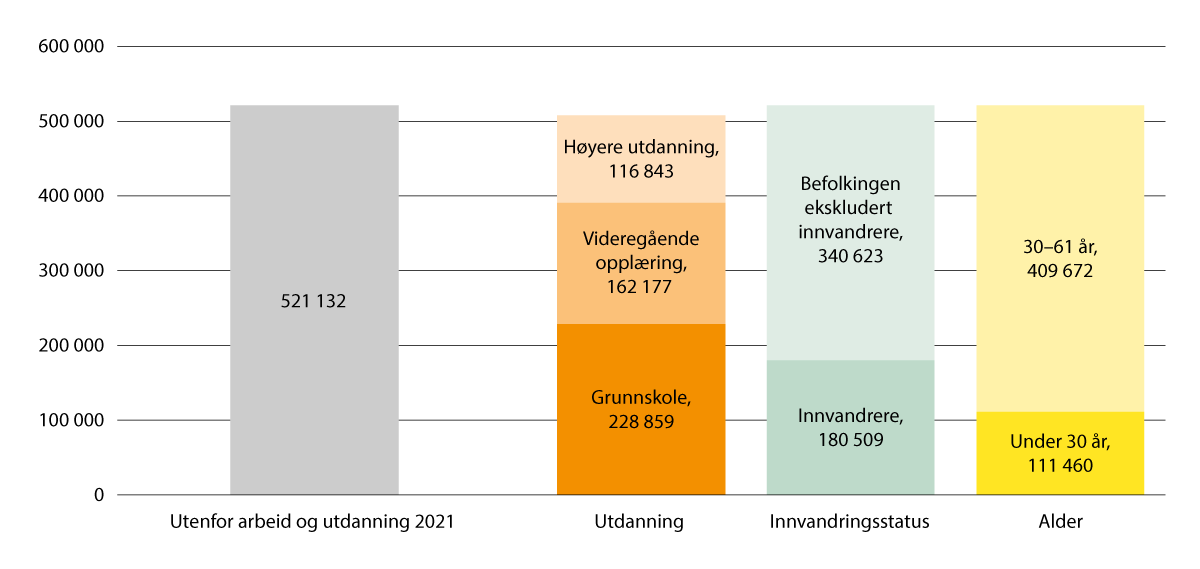 600 000
500 000
400 000
300 000
200 000
100 000
0
521 132
Høyere utdanning,
116 843
Videregående
opplæring,
162 177
Grunnskole,
228 859
Befolkingen
ekskludert
innvandrere,
340 623
Innvandrere,
180 509
30–61 år,
409 672
Under 30 år,
111 460
Utenfor arbeid og utdanning 2021
Utdanning
Innvandringsstatus
Alder